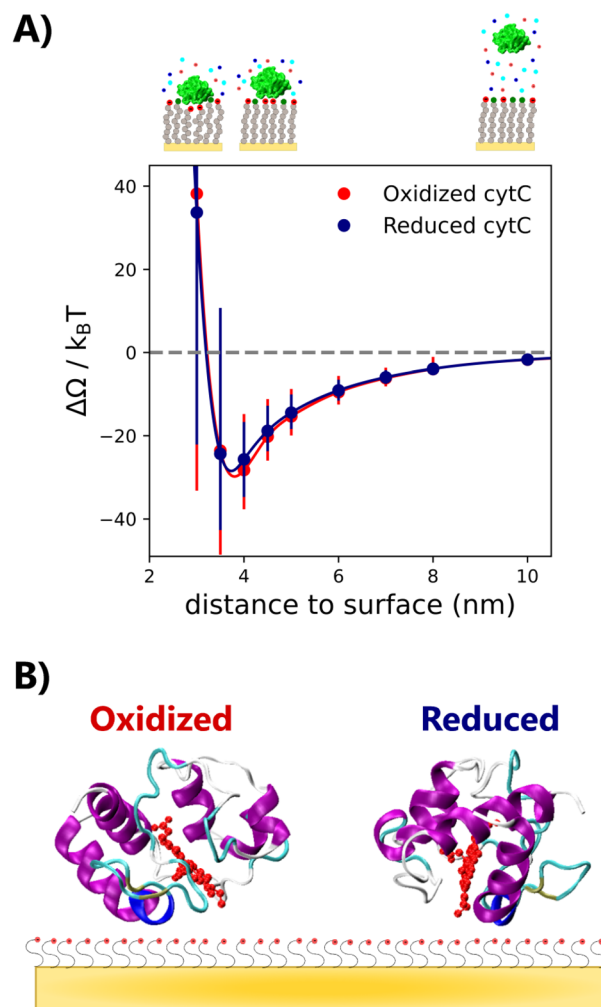 A)
Oxidized cytC
Reduced cytC
40
20
0
−20
−40
ΔΩ / k_BT
2
4
6
8
10
distance to surface (nm)
B)
Oxidized
Reduced